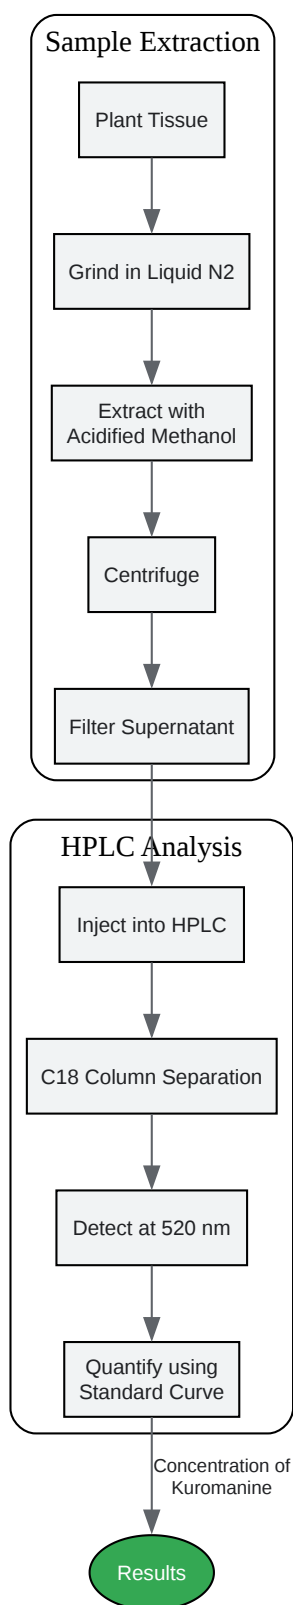 Sample Extraction
Plant Tissue
Grind in Liquid N2
Extract with
Acidified Methanol
Centrifuge
Filter Supernatant
HPLC Analysis
Inject into HPLC
C18 Column Separation
Detect at 520 nm
Quantify using
Standard Curve
Concentration of
Kuromanine
Results